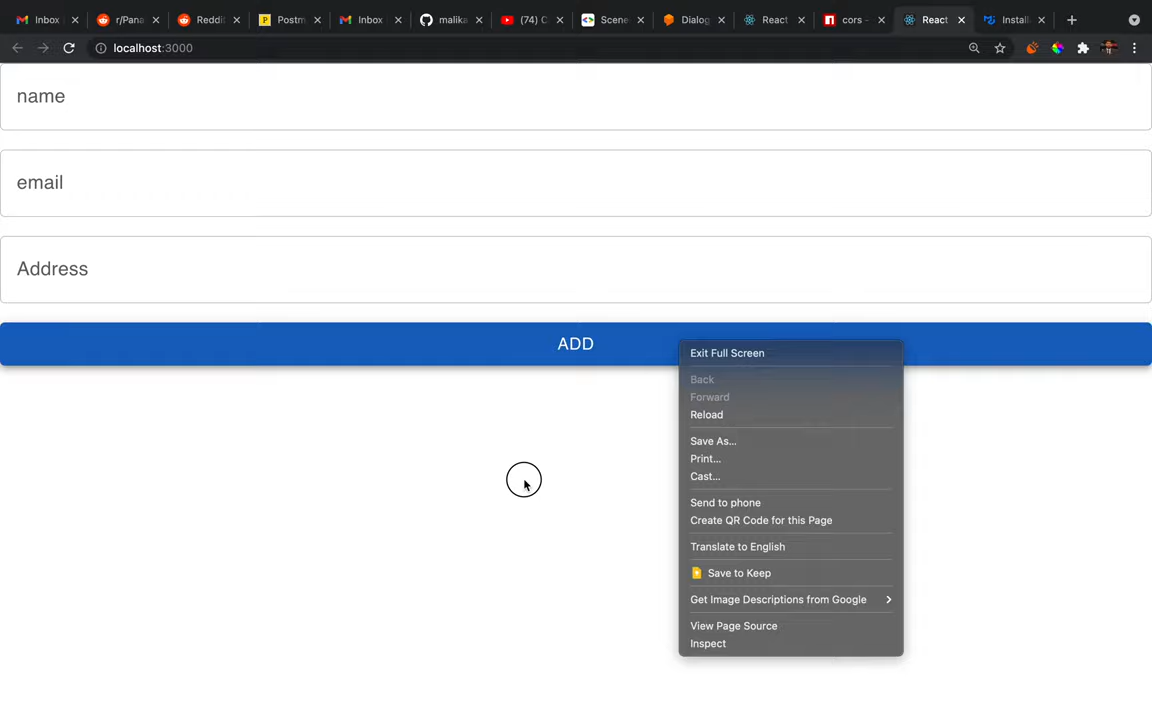 Inbox r/Pana Reddi Postm Inbox malika (74) C Scene Dialog React cors - React Install
localhost:3000
name
email
Address
ADD
Exit Full Screen
Back
Forward
Reload
Save As...
Print...
Cast...
Send to phone
Create QR Code for this Page
Translate to English
Save to Keep
Get Image Descriptions from Google
View Page Source
Inspect